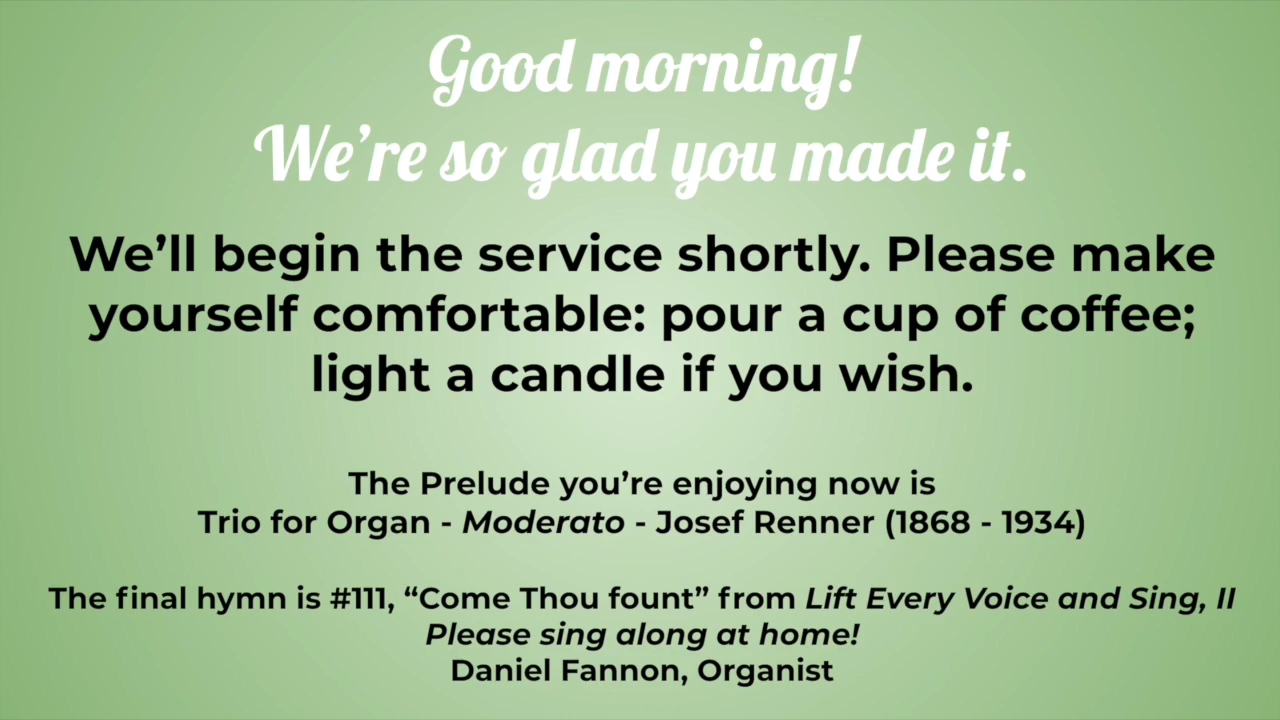 Good morning!
We’re so glad you made it.
We’ll begin the service shortly. Please make
yourself comfortable: pour a cup of coffee;
light a candle if you wish.
The Prelude you’re enjoying now is
Trio for Organ - Moderato - Josef Renner (1868 - 1934)
The final hymn is #111, “Come Thou fount” from Lift Every Voice and Sing, II
Please sing along at home!
Daniel Fannon, Organist